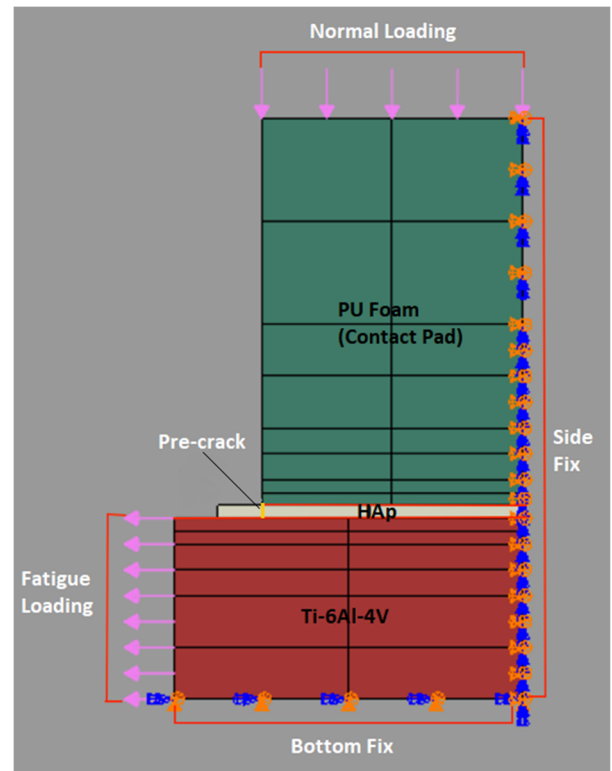 Normal Loading
PU Foam
(Contact Pad)
Pre-crack
Side
Fix
HAp
Fatigue
Loading
Ti-6Al-4V
Bottom Fix